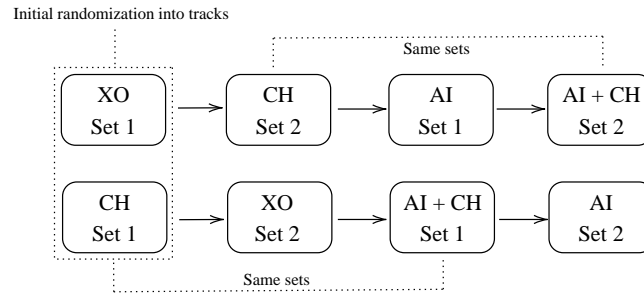 Initial randomization into tracks
Same sets
XO
Set 1
CH
Set 2
AI
Set 1
AI + CH
Set 2
CH
Set 1
XO
Set 2
AI + CH
Set 1
AI
Set 2
Same sets